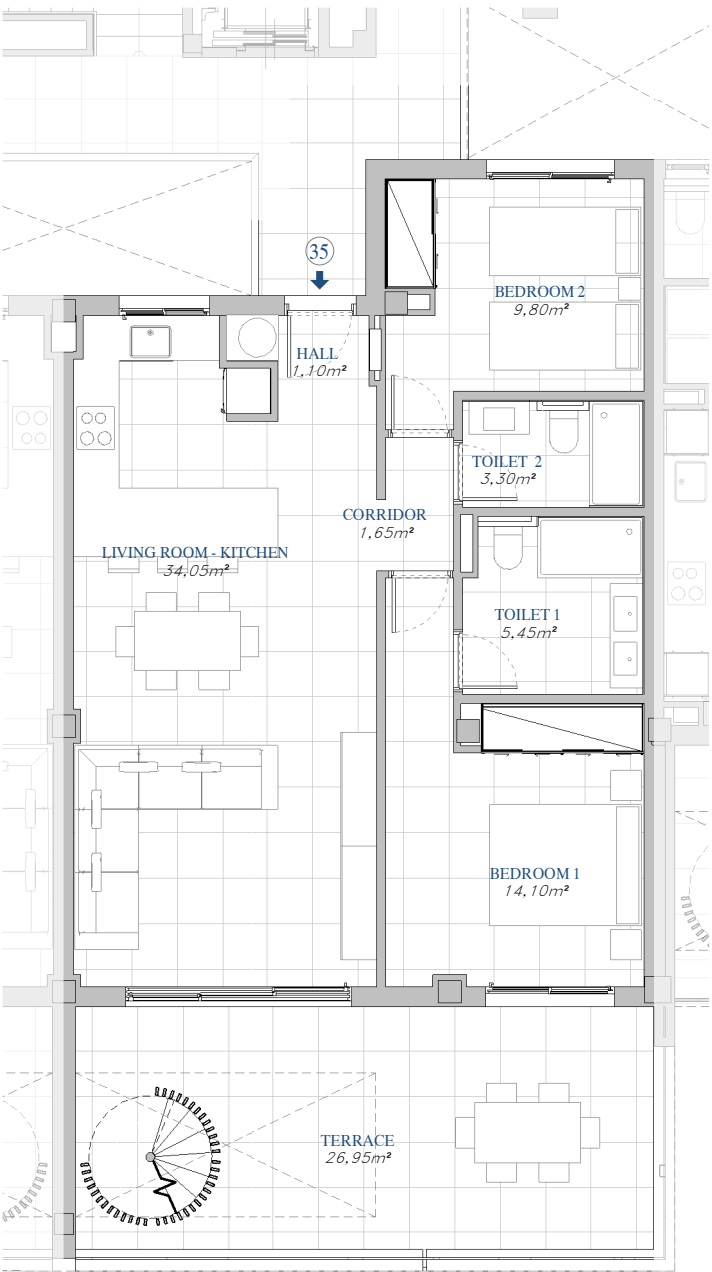 35
BEDROOM 2
9,80m²
HALL
1,10m²
TOILET 2
3,30m²
CORRIDOR
1,65m²
LIVING ROOM - KITCHEN
34,05m²
TOILET 1
5,45m²
BEDROOM 1
14,10m²
TERRACE
26,95m²